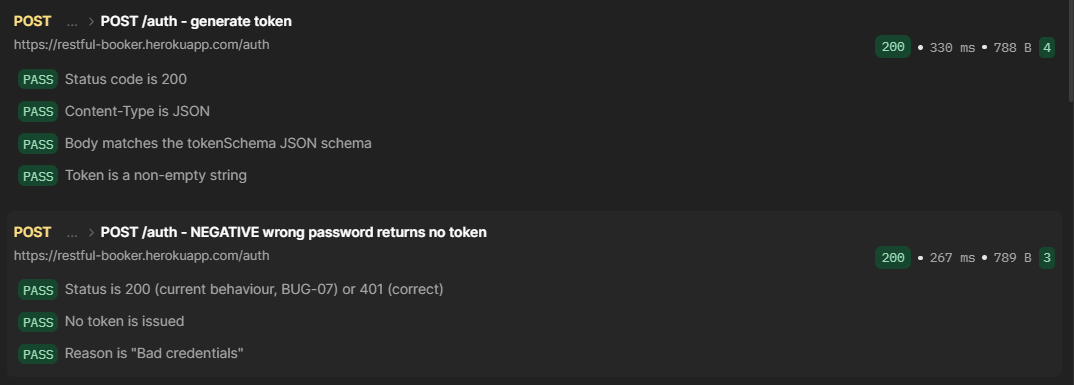 POST ... > POST /auth - generate token
https://restful-booker.herokuapp.com/auth 200 • 330 ms • 788 B 4
PASS Status code is 200
PASS Content-Type is JSON
PASS Body matches the tokenSchema JSON schema
PASS Token is a non-empty string
POST ... > POST /auth - NEGATIVE wrong password returns no token
https://restful-booker.herokuapp.com/auth 200 • 267 ms • 789 B 3
PASS Status is 200 (current behaviour, BUG-07) or 401 (correct)
PASS No token is issued
PASS Reason is "Bad credentials"